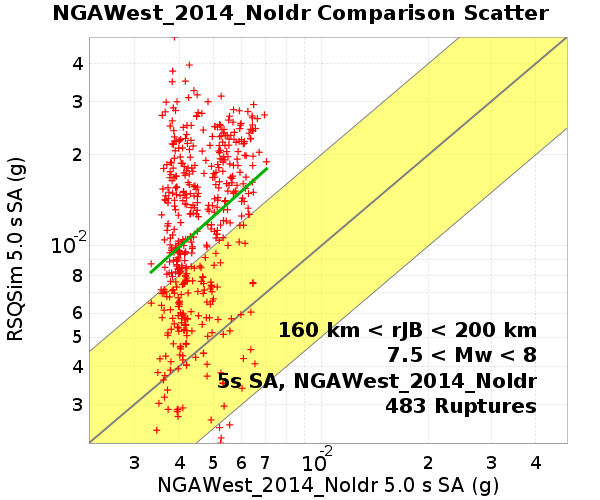 NGAWest_2014_NoIdr Comparison Scatter
RSQSim 5.0 s SA (g)
4
3
2
10-2
8
6
5
4
3
160 km < rJB < 200 km
7.5 < Mw < 8
5s SA, NGAWest_2014_NoIdr
483 Ruptures
3 4 5 6 7 10-2 2 3 4
NGAWest_2014_NoIdr 5.0 s SA (g)